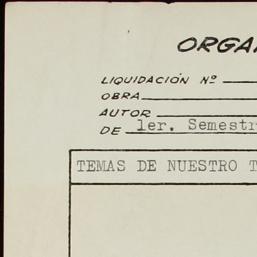 ORGA
LIQUIDACIÓN Nº
OBRA
AUTOR
DE 1er. Semestr
TEMAS DE NUESTRO T